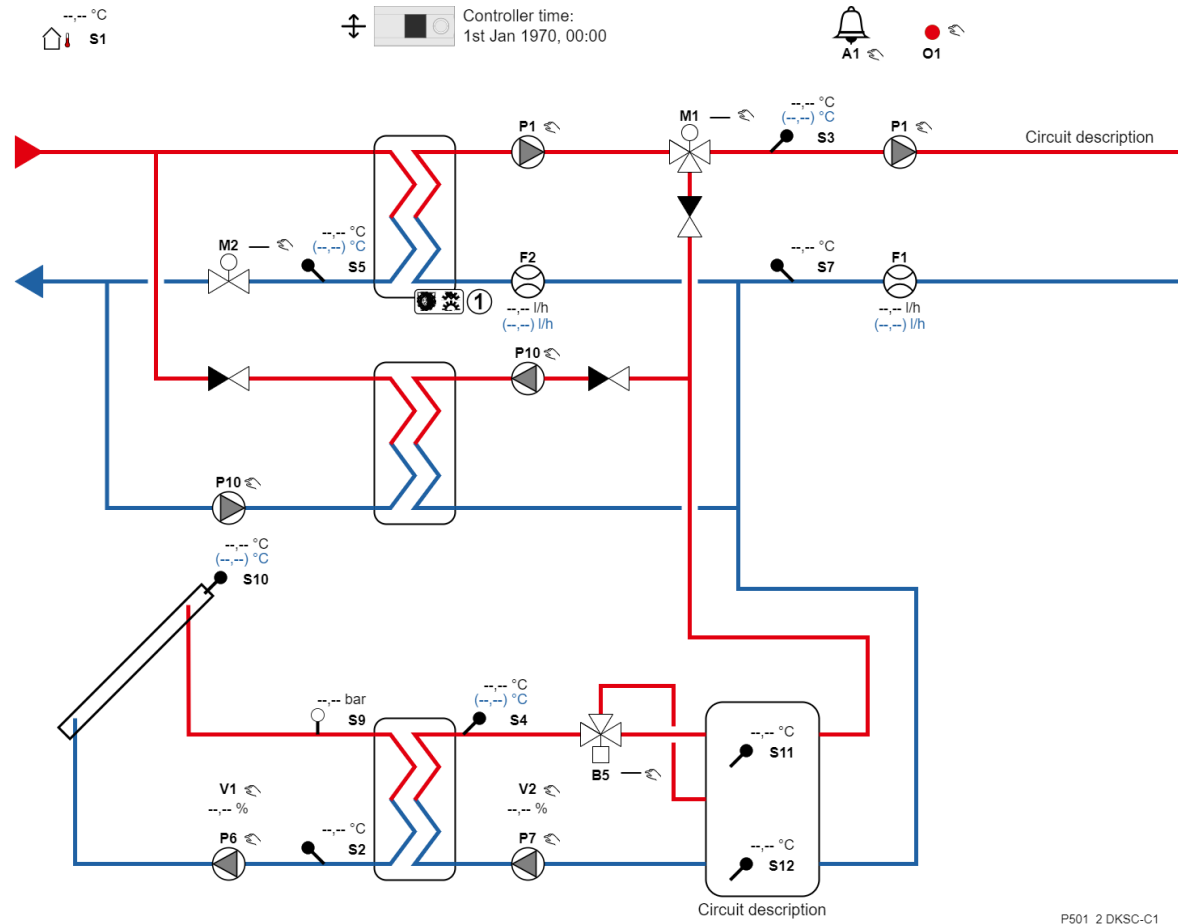 --,-- °C
S1
Controller time:
1st Jan 1970, 00:00
A1
O1
P1
M1
--,-- °C
(--,--) °C
S3
P1
Circuit description
M2
--,-- °C
(--,--) °C
S5
F2
--,-- l/h
(--,--) l/h
--,-- °C
S7
F1
--,-- l/h
(--,--) l/h
1
P10
P10
--,-- °C
(--,--) °C
S10
--,-- bar
S9
--,-- °C
(--,--) °C
S4
B5
--,-- °C
S11
V1
--,-- %
P6
--,-- °C
S2
V2
--,-- %
P7
--,-- °C
S12
Circuit description
P501_2 DKSC-C1